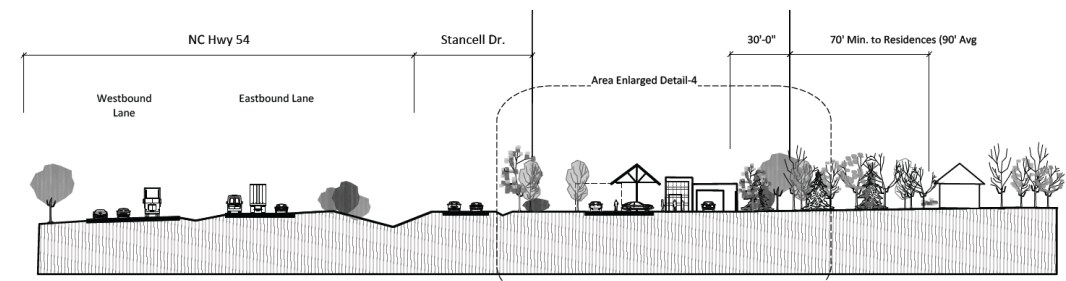 NC Hwy 54
Stancell Dr.
30'-0"
70' Min. to Residences (90' Avg
Area Enlarged Detail-4
Westbound
Lane
Eastbound Lane